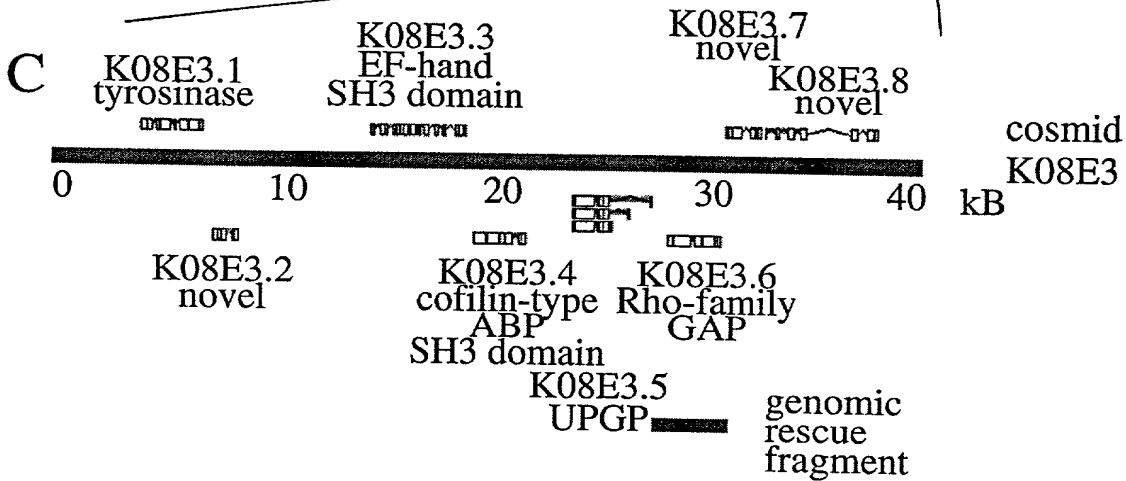 C
K08E3.1
tyrosinase
K08E3.3
EF-hand
SH3 domain
K08E3.7
novel
K08E3.8
novel
cosmid
K08E3
0 10 20 30 40 kB
K08E3.2
novel
K08E3.4
cofilin-type
ABP
SH3 domain
K08E3.6
Rho-family
GAP
K08E3.5
UPGP
genomic
rescue
fragment